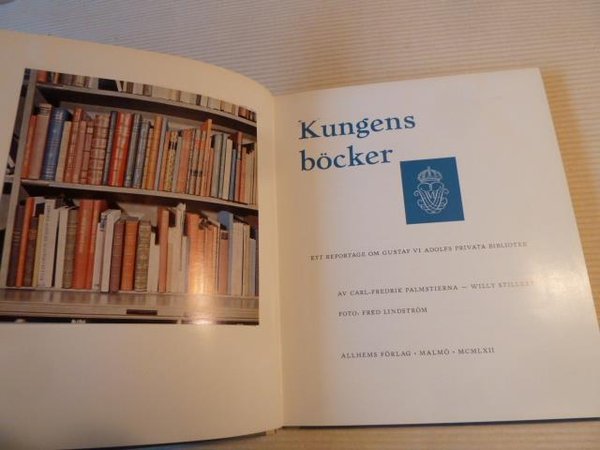 Kungens
böcker
ETT REPORTAGE OM GUSTAF VI ADOLFS PRIVATA BIBLIOTEK
AV CARL-FREDRIK PALMSTIERNA — WILLY
FOTO: FRED LINDSTRÖM
ALLHEMS FÖRLAG · MALMÖ · MCMLXII